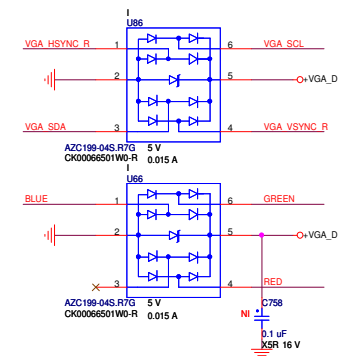 I
U86
VGA_HSYNC_R 1 6 VGA_SCL
2 5 +VGA_D
VGA_SDA 3 4 VGA_VSYNC_R
AZC199-04S.R7G 5 V
CK00066501W0-R 0.015 A
I
U66
BLUE 1 6 GREEN
2 5 +VGA_D
3 4 RED
AZC199-04S.R7G 5 V
CK00066501W0-R 0.015 A
C758
NI
0.1 uF
X5R 16 V